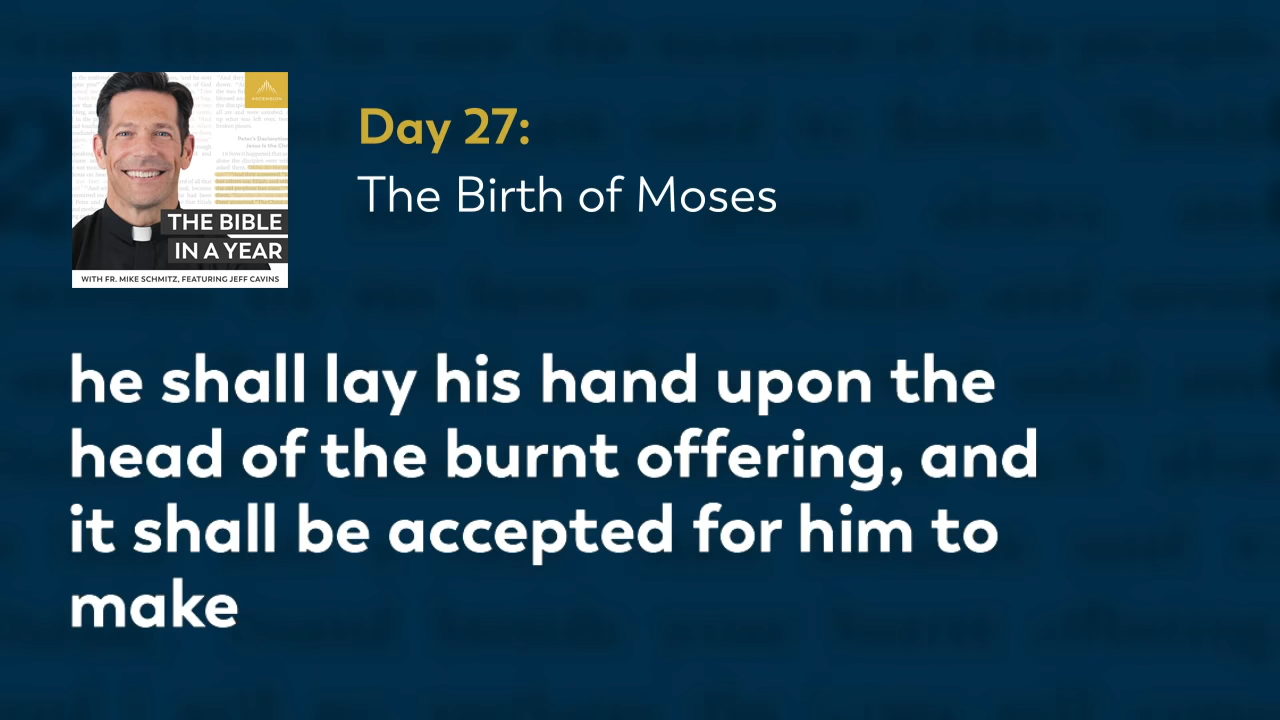 Day 27:
The Birth of Moses
ASCENSION
THE BIBLE
IN A YEAR
WITH FR. MIKE SCHMITZ, FEATURING JEFF CAVINS
he shall lay his hand upon the
head of the burnt offering, and
it shall be accepted for him to
make